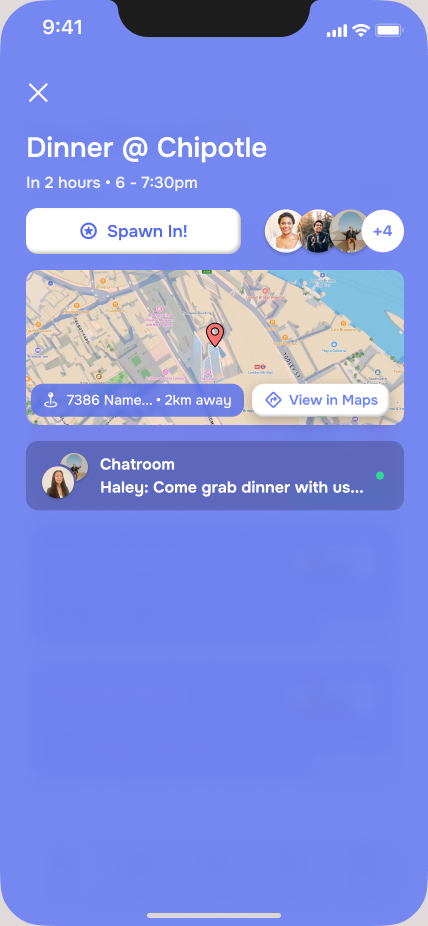 9:41
Dinner @ Chipotle
In 2 hours • 6 - 7:30pm
Spawn In!
+4
7386 Name... • 2km away
View in Maps
Chatroom
Haley: Come grab dinner with us...